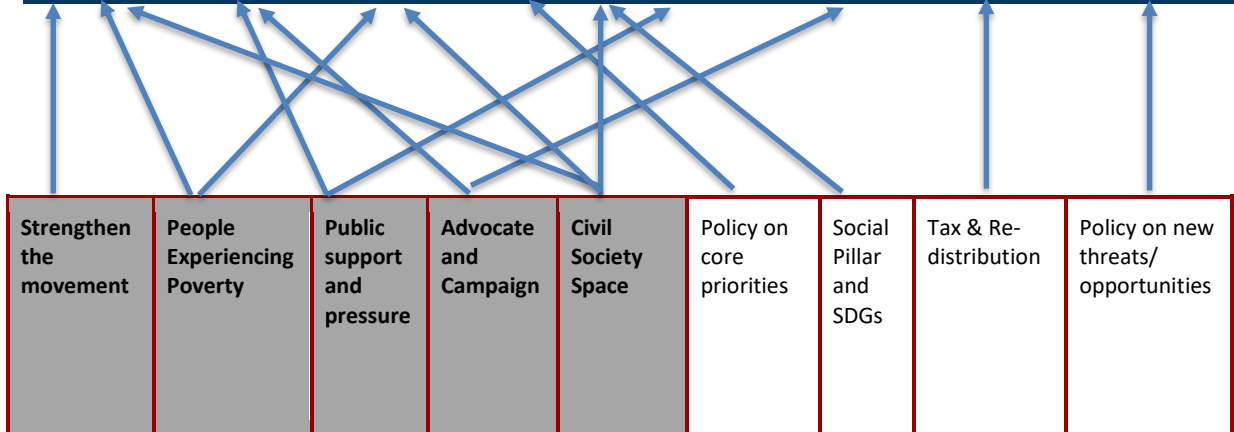 Strengthen
the
movement
People
Experiencing
Poverty
Public
support
and
pressure
Advocate
and
Campaign
Civil
Society
Space
Policy on
core
priorities
Social
Pillar
and
SDGs
Tax & Re-
distribution
Policy on new
threats/
opportunities